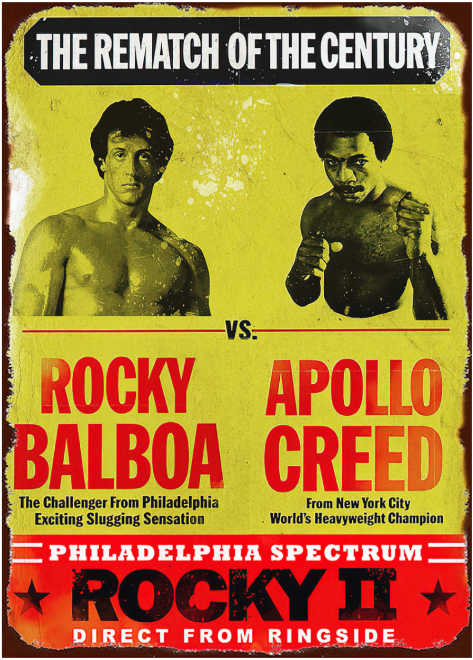 THE REMATCH OF THE CENTURY
VS.
ROCKY
BALBOA
The Challenger From Philadelphia
Exciting Slugging Sensation
APOLLO
CREED
From New York City
World's Heavyweight Champion
PHILADELPHIA SPECTRUM
ROCKY II
DIRECT FROM RINGSIDE